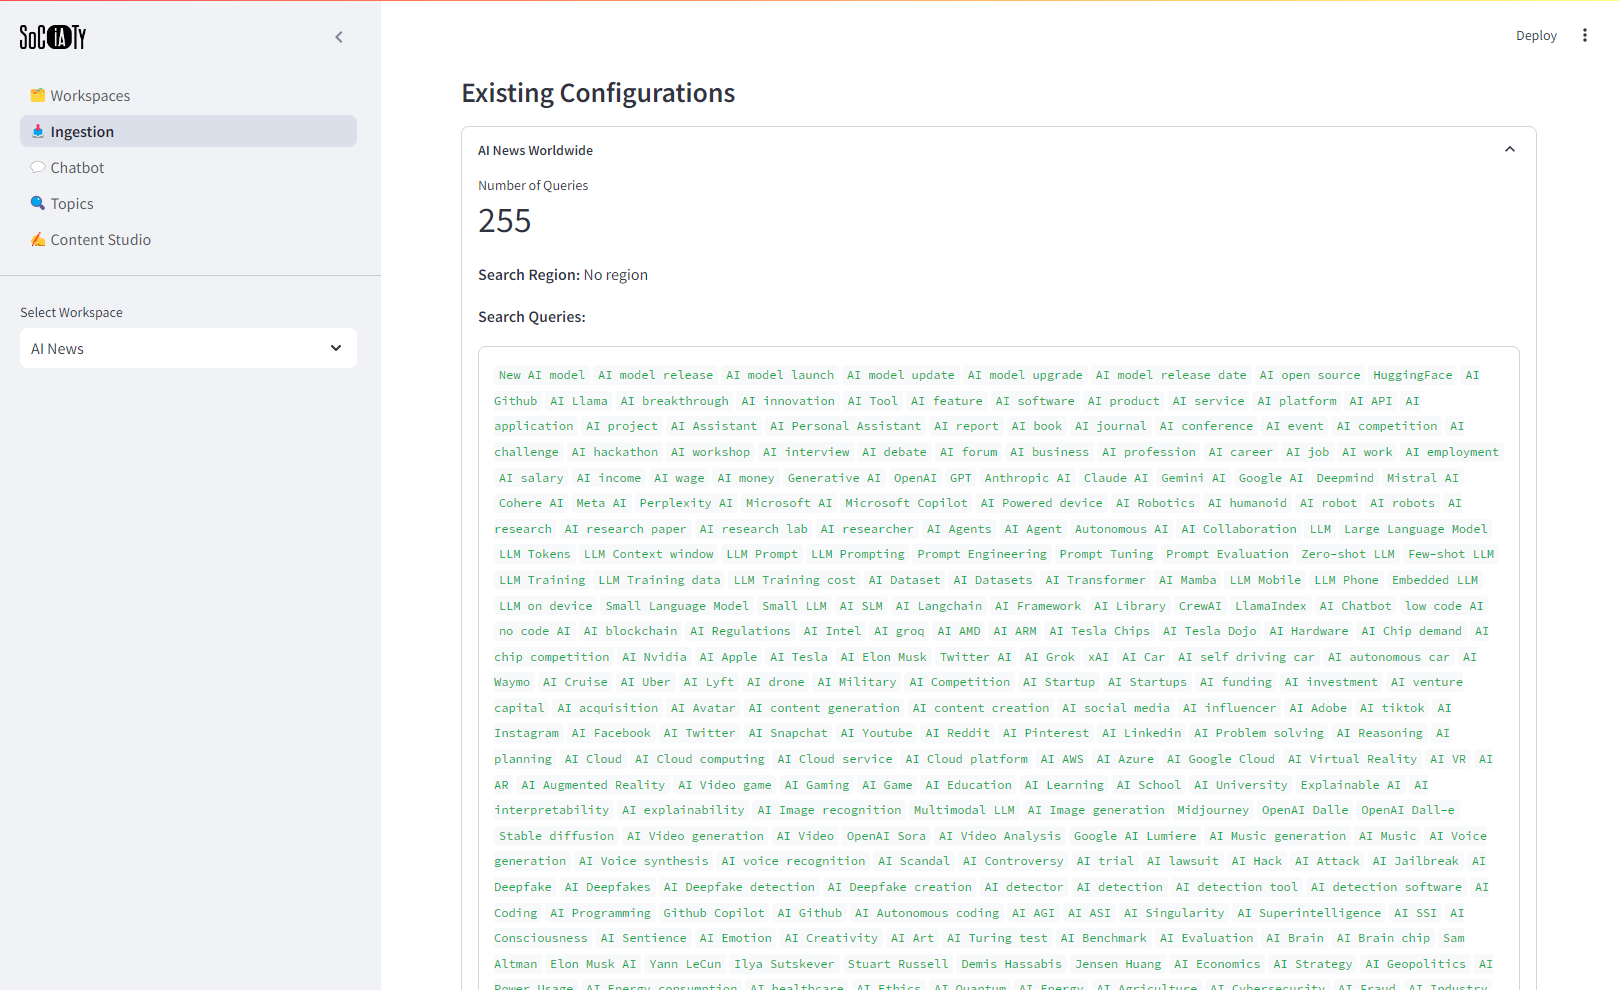 SoCiATy
Workspaces
Ingestion
Chatbot
Topics
Content Studio
Select Workspace
AI News
Deploy
Existing Configurations
AI News Worldwide
Number of Queries
255
Search Region: No region
Search Queries:
New AI model AI model release AI model launch AI model update AI model upgrade AI model release date AI open source HuggingFace AI
Github AI Llama AI breakthrough AI innovation AI Tool AI feature AI software AI product AI service AI platform AI API AI
application AI project AI Assistant AI Personal Assistant AI report AI book AI journal AI conference AI event AI competition AI
challenge AI hackathon AI workshop AI interview AI debate AI forum AI business AI profession AI career AI job AI work AI employment
AI salary AI income AI wage AI money Generative AI OpenAI GPT Anthropic AI Claude AI Gemini AI Google AI Deepmind Mistral AI
Cohere AI Meta AI Perplexity AI Microsoft AI Microsoft Copilot AI Powered device AI Robotics AI humanoid AI robot AI robots AI
research AI research paper AI research lab AI researcher AI Agents AI Agent Autonomous AI AI Collaboration LLM Large Language Model
LLM Tokens LLM Context window LLM Prompt LLM Prompting Prompt Engineering Prompt Tuning Prompt Evaluation Zero-shot LLM Few-shot LLM
LLM Training LLM Training data LLM Training cost AI Dataset AI Datasets AI Transformer AI Mamba LLM Mobile LLM Phone Embedded LLM
LLM on device Small Language Model Small LLM AI SLM AI Langchain AI Framework AI Library CrewAI LlamaIndex AI Chatbot low code AI
no code AI AI blockchain AI Regulations AI Intel AI groq AI AMD AI ARM AI Tesla Chips AI Tesla Dojo AI Hardware AI Chip demand AI
chip competition AI Nvidia AI Apple AI Tesla AI Elon Musk Twitter AI AI Grok xAI AI Car AI self driving car AI autonomous car AI
Waymo AI Cruise AI Uber AI Lyft AI drone AI Military AI Competition AI Startup AI Startups AI funding AI investment AI venture
capital AI acquisition AI Avatar AI content generation AI content creation AI social media AI influencer AI Adobe AI tiktok AI
Instagram AI Facebook AI Twitter AI Snapchat AI Youtube AI Reddit AI Pinterest AI Linkedin AI Problem solving AI Reasoning AI
planning AI Cloud AI Cloud computing AI Cloud service AI Cloud platform AI AWS AI Azure AI Google Cloud AI Virtual Reality AI VR AI
AR AI Augmented Reality AI Video game AI Gaming AI Game AI Education AI Learning AI School AI University Explainable AI AI
interpretability AI explainability AI Image recognition Multimodal LLM AI Image generation Midjourney OpenAI Dalle OpenAI Dall-e
Stable diffusion AI Video generation AI Video OpenAI Sora AI Video Analysis Google AI Lumiere AI Music generation AI Music AI Voice
generation AI Voice synthesis AI voice recognition AI Scandal AI Controversy AI trial AI lawsuit AI Hack AI Attack AI Jailbreak AI
Deepfake AI Deepfakes AI Deepfake detection AI Deepfake creation AI detector AI detection AI detection tool AI detection software AI
Coding AI Programming Github Copilot AI Github AI Autonomous coding AI AGI AI ASI AI Singularity AI Superintelligence AI SSI AI
Consciousness AI Sentience AI Emotion AI Creativity AI Art AI Turing test AI Benchmark AI Evaluation AI Brain AI Brain chip Sam
Altman Elon Musk AI Yann LeCun Ilya Sutskever Stuart Russell Demis Hassabis Jensen Huang AI Economics AI Strategy AI Geopolitics AI
Power Usage AI Energy consumption AI healthcare AI Ethics AI Quantum AI Energy AI Agriculture AI Cybersecurity AI Fraud AI Industry